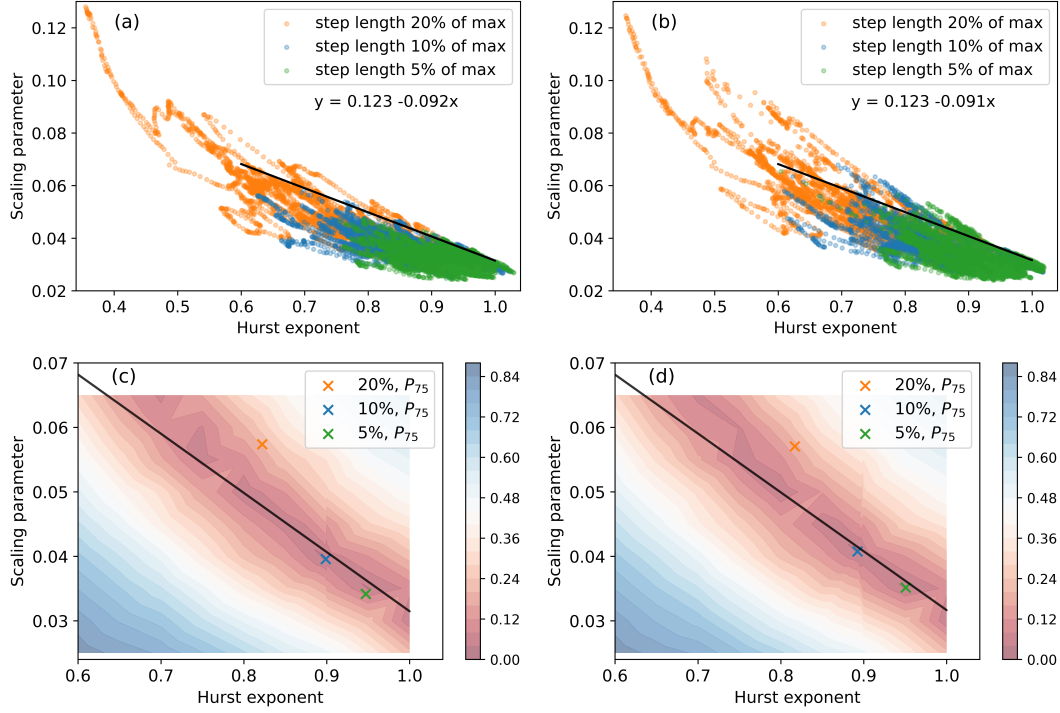 (a)
step length 20% of max
step length 10% of max
step length 5% of max
y = 0.123 -0.092x
0.12
0.10
0.08
0.06
0.04
0.02
Scaling parameter
0.4 0.5 0.6 0.7 0.8 0.9 1.0
Hurst exponent
(b)
step length 20% of max
step length 10% of max
step length 5% of max
y = 0.123 -0.091x
0.12
0.10
0.08
0.06
0.04
0.02
Scaling parameter
0.4 0.5 0.6 0.7 0.8 0.9 1.0
Hurst exponent
(c)
20%, P75
10%, P75
5%, P75
0.07
0.06
0.05
0.04
0.03
Scaling parameter
0.6 0.7 0.8 0.9 1.0
Hurst exponent
0.84
0.72
0.60
0.48
0.36
0.24
0.12
0.00
(d)
20%, P75
10%, P75
5%, P75
0.07
0.06
0.05
0.04
0.03
Scaling parameter
0.6 0.7 0.8 0.9 1.0
Hurst exponent
0.84
0.72
0.60
0.48
0.36
0.24
0.12
0.00